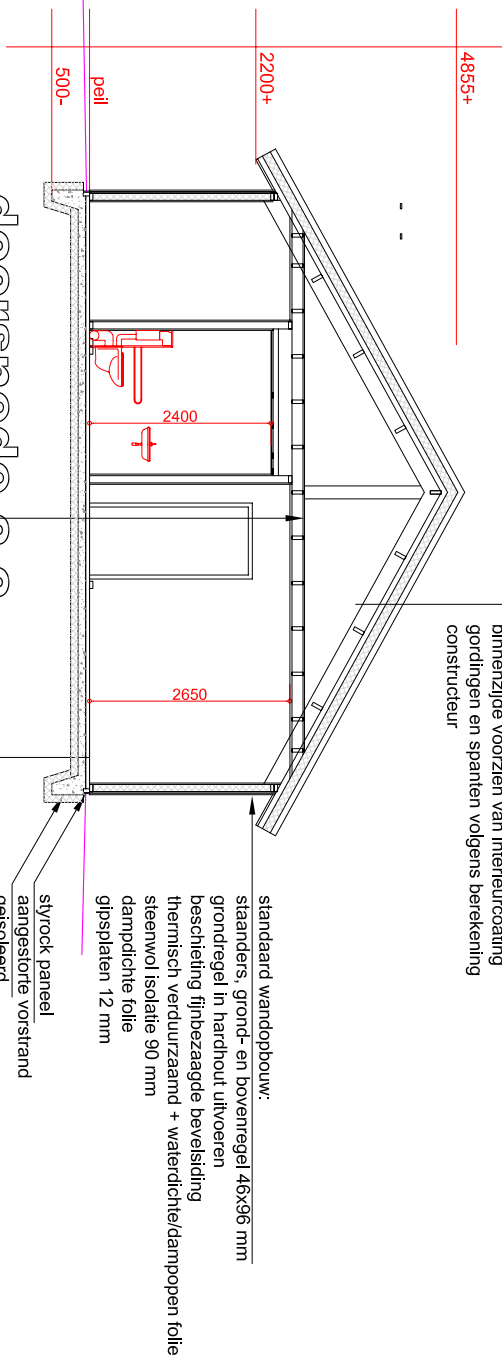 4855+
2200+
peil
500-
2400
2650
binnenzijde voorzien van interieurcoating
gordingen en spanten volgens berekening
constructeur
standaard wandopbouw:
staanders, grond- en bovenregel 46x96 mm
grondregel in hardhout uitvoeren
beschieting fijnbezaagde bevelsiding
thermisch verduurzaamd + waterdichte/dampopen folie
steenwol isolatie 90 mm
dampdichte folie
gipsplaten 12 mm
styrock paneel
aangestorte vorstrand
geisoleerd
doorsnede